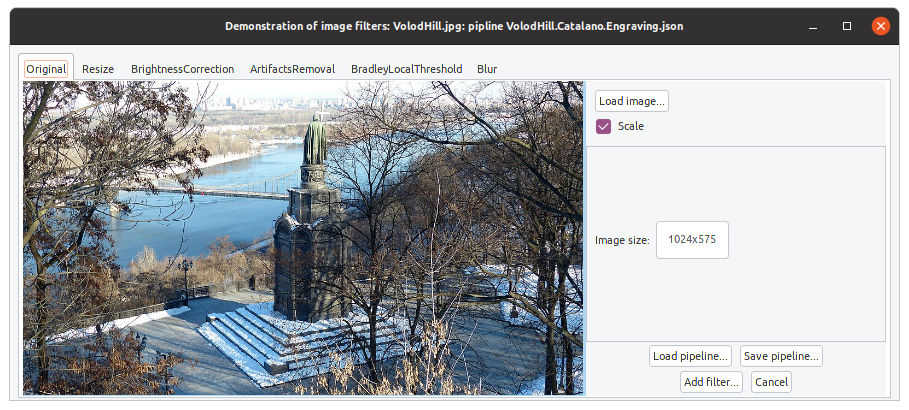 Demonstration of image filters: VolodHill.jpg: pipline VolodHill.Catalano.Engraving.json
Original Resize BrightnessCorrection ArtifactsRemoval BradleyLocalThreshold Blur
Load image...
Scale
Image size: 1024x575
Load pipeline... Save pipeline...
Add filter... Cancel